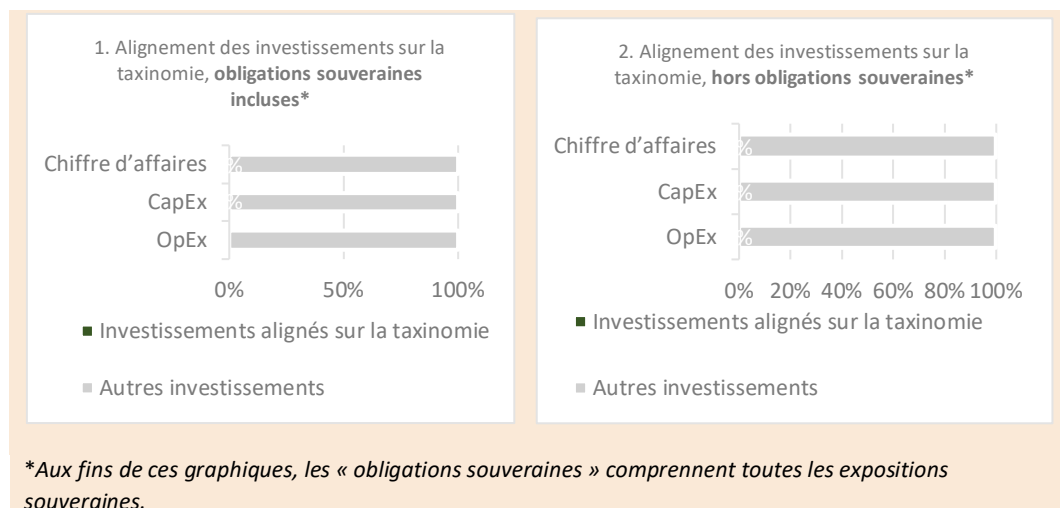 1. Alignement des investissements sur la
taxinomie, obligations souveraines
incluses*
Chiffre d’affaires
%
CapEx
%
OpEx
0% 50% 100%
■ Investissements alignés sur la taxinomie
■ Autres investissements
2. Alignement des investissements sur la
taxinomie, hors obligations souveraines*
Chiffre d’affaires
%
CapEx
%
OpEx
%
0% 20% 40% 60% 80% 100%
■ Investissements alignés sur la taxinomie
■ Autres investissements
*Aux fins de ces graphiques, les « obligations souveraines » comprennent toutes les expositions
souveraines.